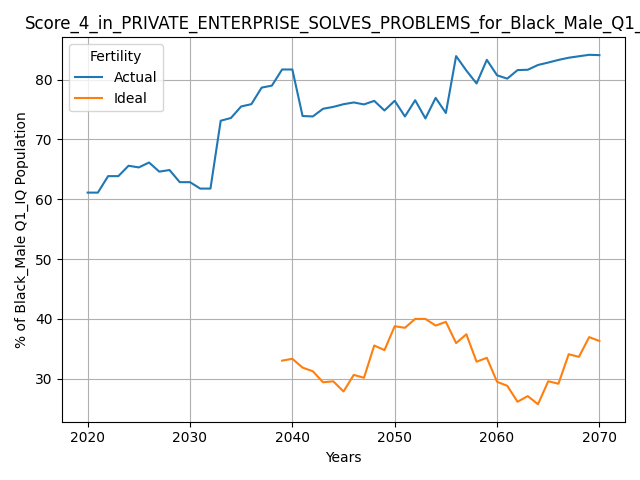 Score_4_in_PRIVATE_ENTERPRISE_SOLVES_PROBLEMS_for_Black_Male_Q1_
Fertility
Actual
Ideal
80
70
60
50
40
30
% of Black_Male Q1_IQ Population
2020 2030 2040 2050 2060 2070
Years